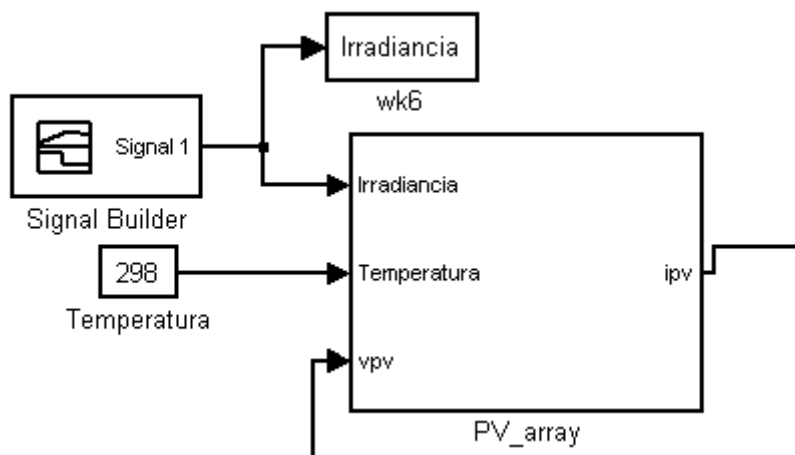 Irradiancia
wk6
Signal 1
Signal Builder
Irradiancia
298
Temperatura
Temperatura
ipv
vpv
PV_array